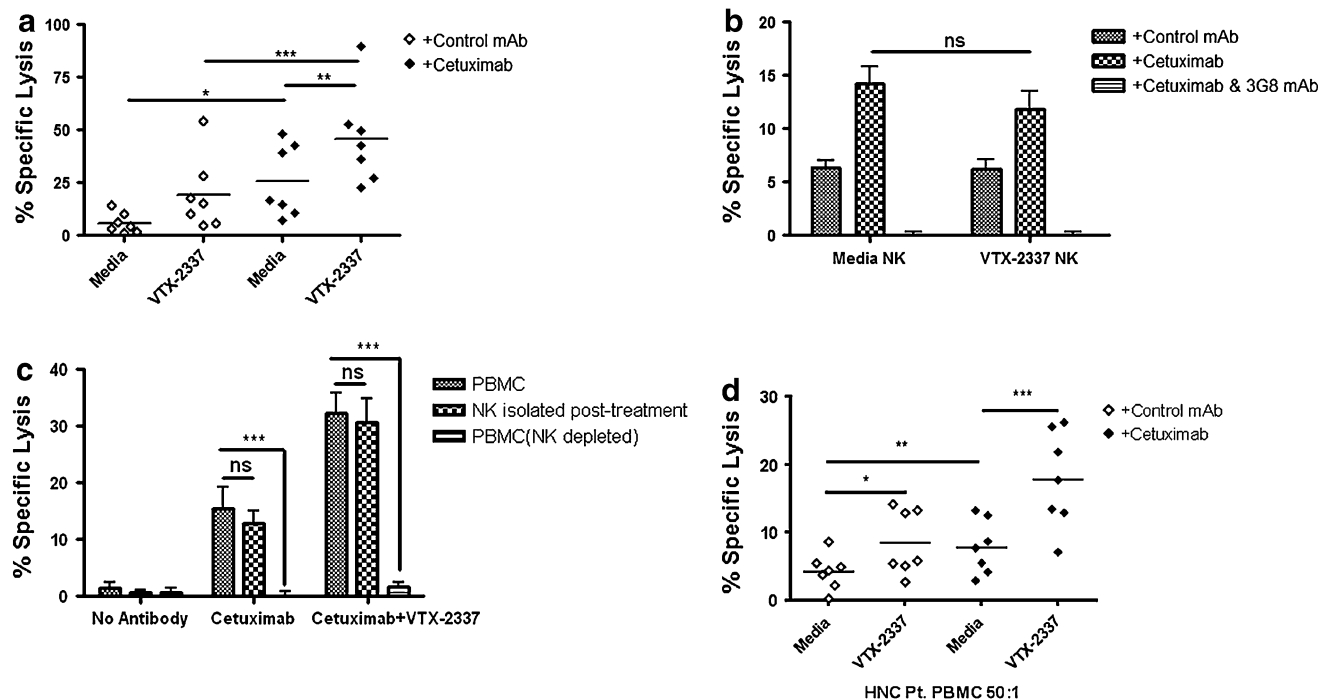 a
% Specific Lysis
100
75
50
25
0
***
**
*
+Control mAb
+Cetuximab
Media
VTX-2337
Media
VTX-2337
b
% Specific Lysis
20
15
10
5
0
ns
+Control mAb
+Cetuximab
+Cetuximab & 3G8 mAb
Media NK
VTX-2337 NK
c
% Specific Lysis
40
30
20
10
0
***
ns
***
ns
PBMC
NK isolated post-treatment
PBMC(NK depleted)
No Antibody
Cetuximab
Cetuximab+VTX-2337
d
% Specific Lysis
30
20
10
0
***
**
*
+Control mAb
+Cetuximab
Media
VTX-2337
Media
VTX-2337
HNC Pt. PBMC 50:1